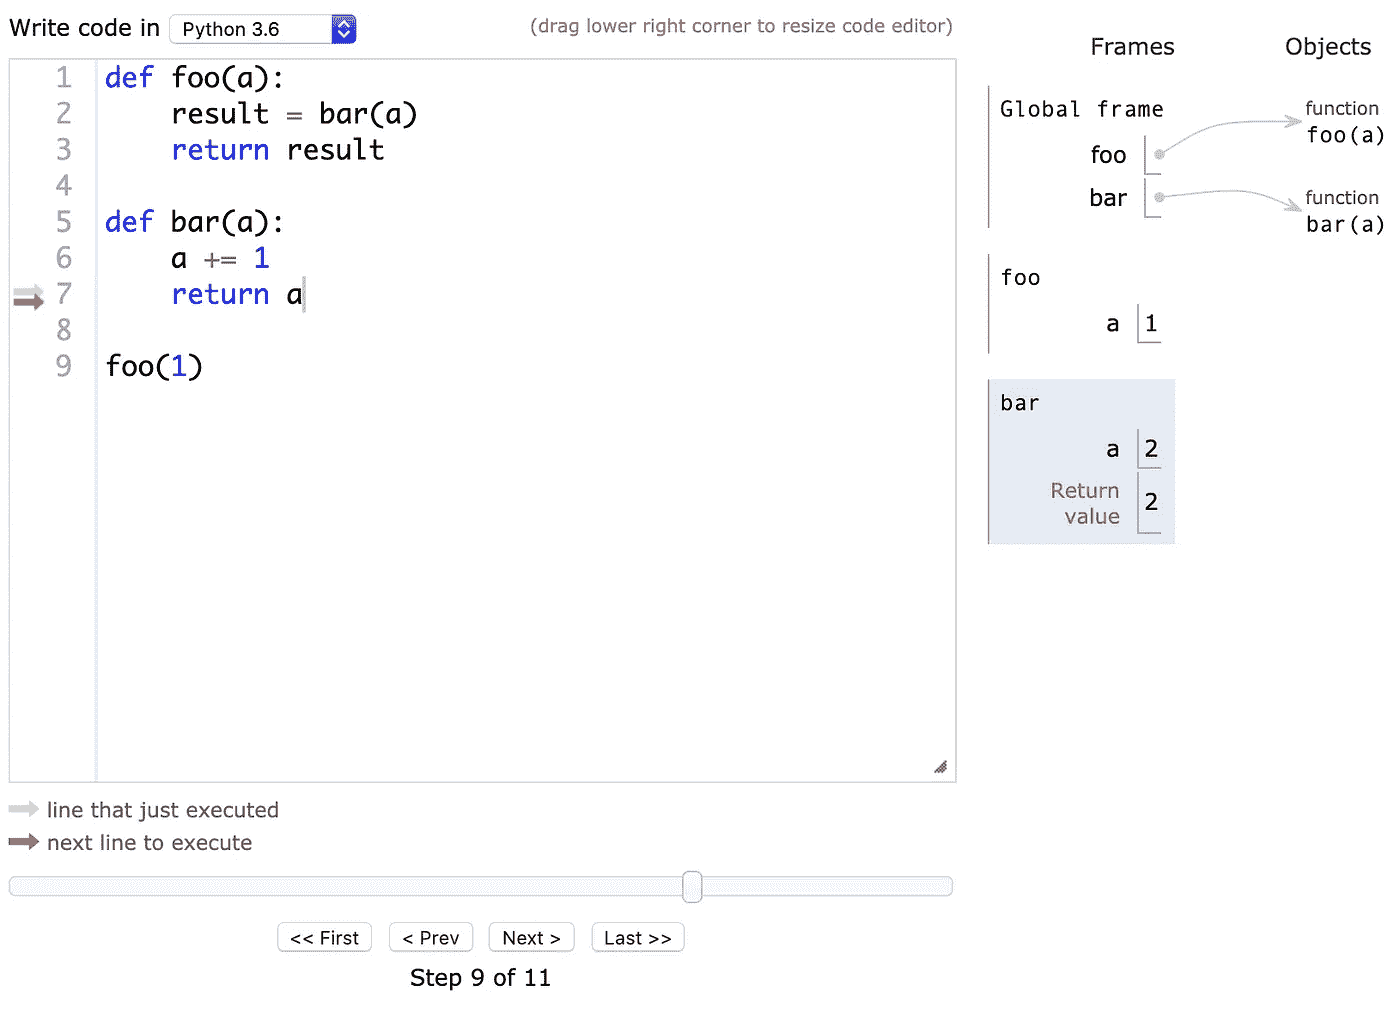 Write code in Python 3.6
(drag lower right corner to resize code editor)
1 def foo(a):
2     result = bar(a)
3     return result
4
5 def bar(a):
6     a += 1
7     return a
8
9 foo(1)
line that just executed
next line to execute
<< First < Prev Next > Last >>
Step 9 of 11
Frames Objects
Global frame
foo
bar
function
foo(a)
function
bar(a)
foo
a 1
bar
a 2
Return
value 2